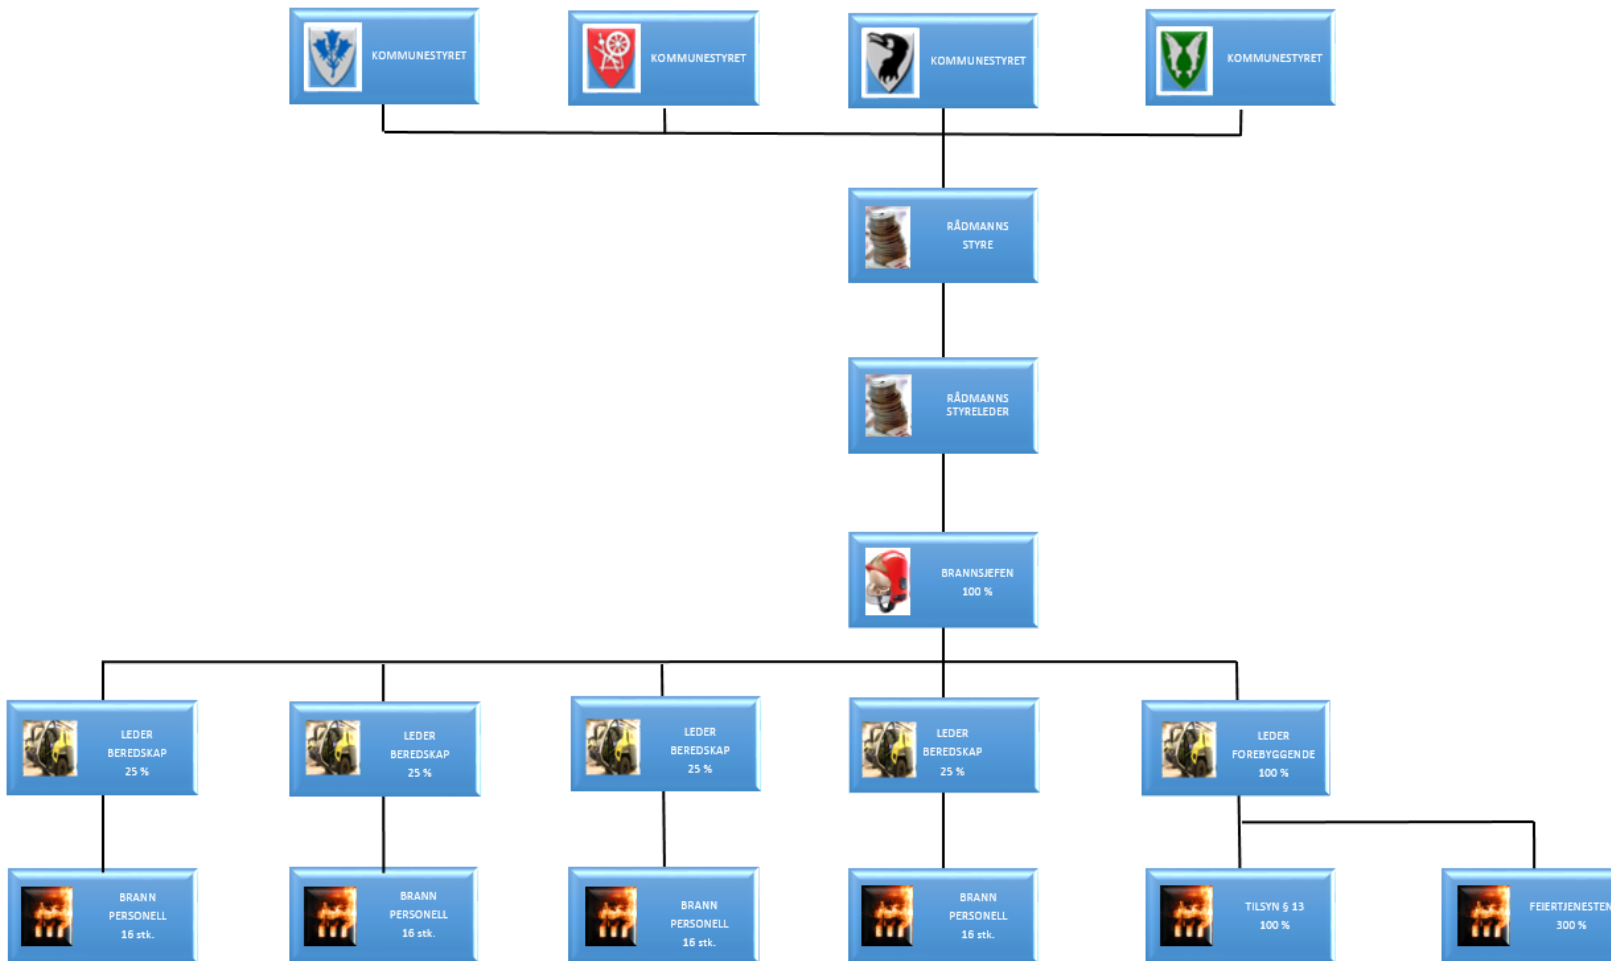 KOMMUNESTYRET
KOMMUNESTYRET
KOMMUNESTYRET
KOMMUNESTYRET
RÅDMANNS
STYRE
RÅDMANNS
STYRELEDER
BRANNSJEFEN
100 %
LEDER
BEREDSKAP
25 %
LEDER
BEREDSKAP
25 %
LEDER
BEREDSKAP
25 %
LEDER
BEREDSKAP
25 %
LEDER
FOREBYGGENDE
100 %
BRANN
PERSONELL
16 stk.
BRANN
PERSONELL
16 stk.
BRANN
PERSONELL
16 stk.
BRANN
PERSONELL
16 stk.
TILSYN § 13
100 %
FEIERTJENESTEN
300 %